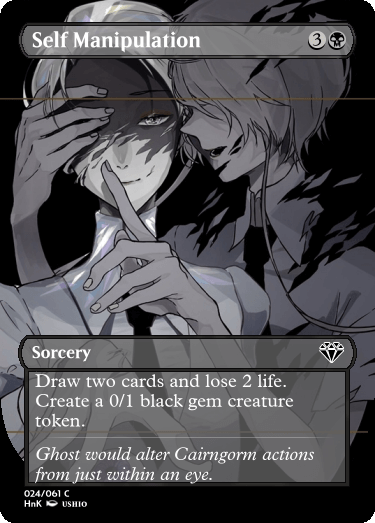 Self Manipulation 3
Sorcery
Draw two cards and lose 2 life.
Create a 0/1 black gem creature
token.
Ghost would alter Cairngorm actions
from just within an eye.
024/061 C
HnK USHIO